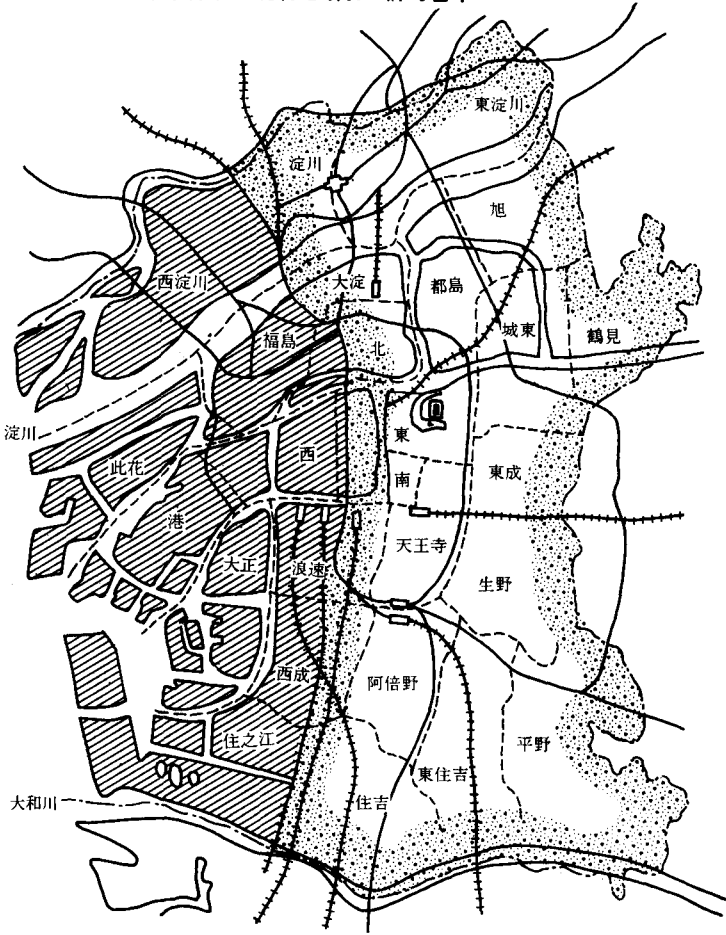 東淀川
淀川
旭
西淀川
大淀
都島
城東
鶴見
福島
北
淀川
東
西
此花
南
東成
港
天王寺
大正
浪速
生野
西成
阿倍野
住之江
平野
東住吉
住吉
大和川